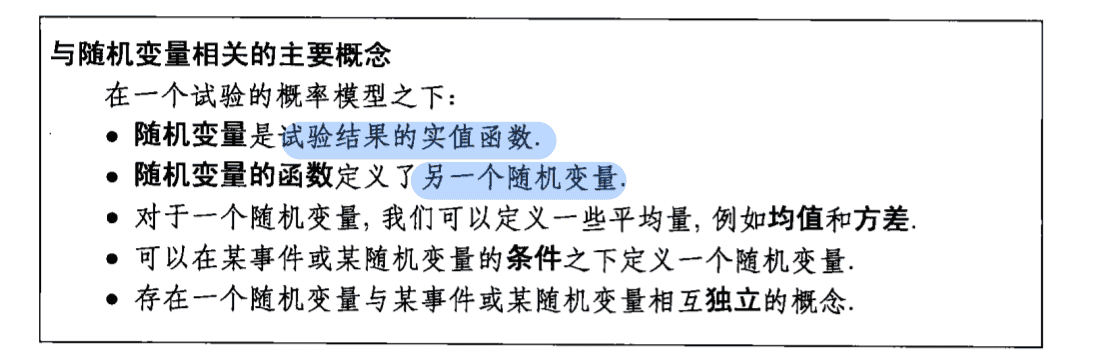 与随机变量相关的主要概念
在一个试验的概率模型之下:
• 随机变量是试验结果的实值函数.
• 随机变量的函数定义了另一个随机变量.
• 对于一个随机变量, 我们可以定义一些平均量, 例如均值和方差.
• 可以在某事件或某随机变量的条件之下定义一个随机变量.
• 存在一个随机变量与某事件或某随机变量相互独立的概念.